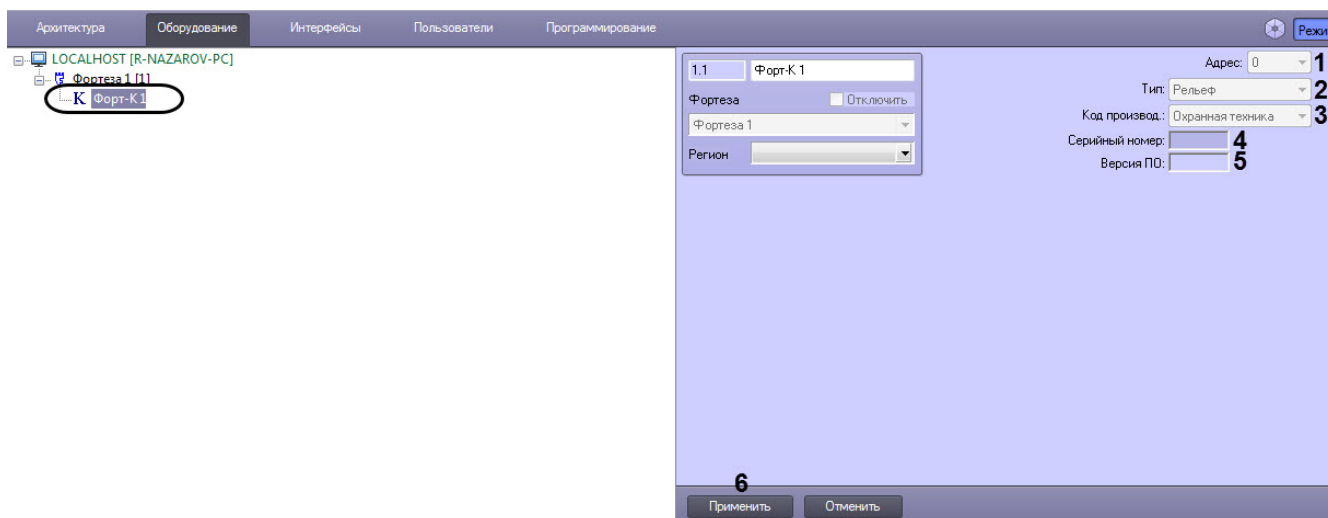 Архитектура Оборудование Интерфейсы Пользователи Программирование Режи
LOCALHOST [R-NAZAROV-PC]
Фортеза 1 [1]
K Форт-К 1
1.1 Форт-К 1
Фортеза Отключить
Фортеза 1
Регион
Адрес: 0 1
Тип: Рельеф 2
Код производ.: Охранная техника 3
Серийный номер: 4
Версия ПО: 5
6
Применить Отменить